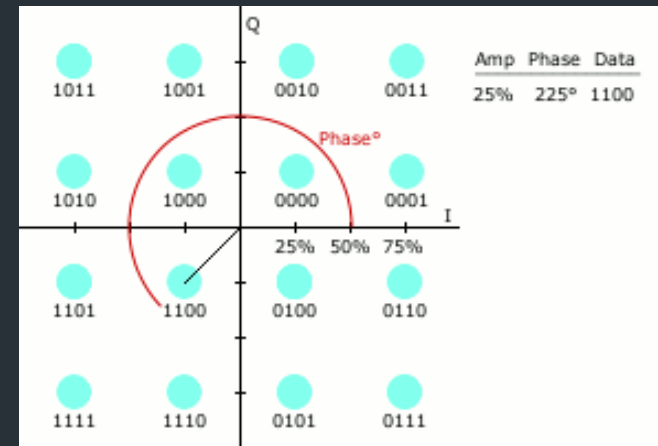 Q
Amp Phase Data
25% 225° 1100
1011 1001 0010 0011
Phase°
1010 1000 0000 0001
I
25% 50% 75%
1101 1100 0100 0110
1111 1110 0101 0111